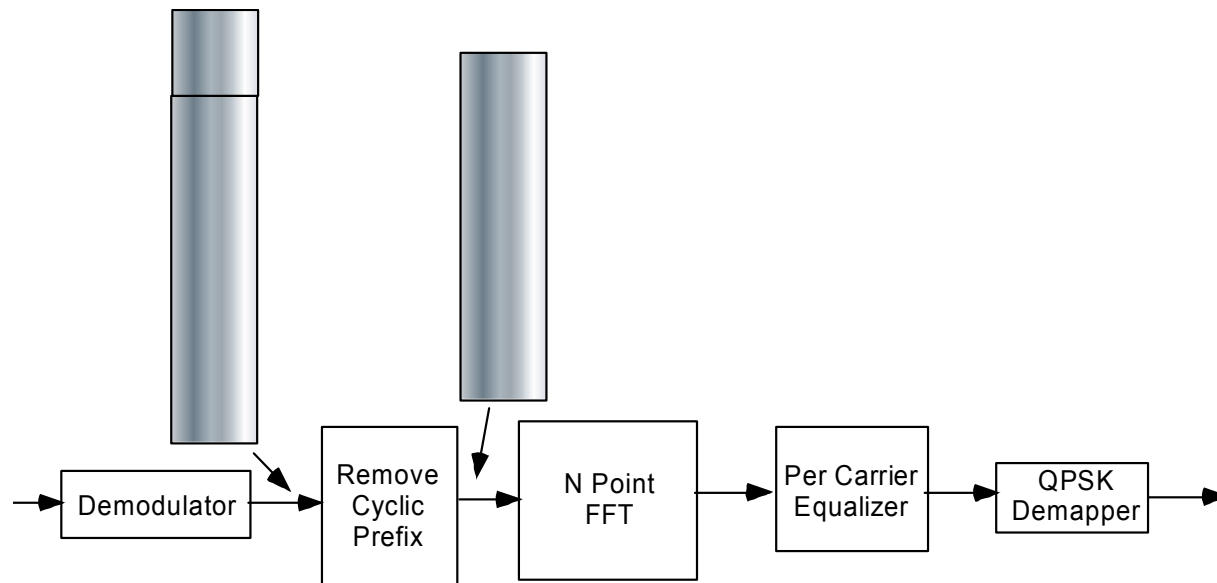 Demodulator
Remove
Cyclic
Prefix
N Point
FFT
Per Carrier
Equalizer
QPSK
Demapper